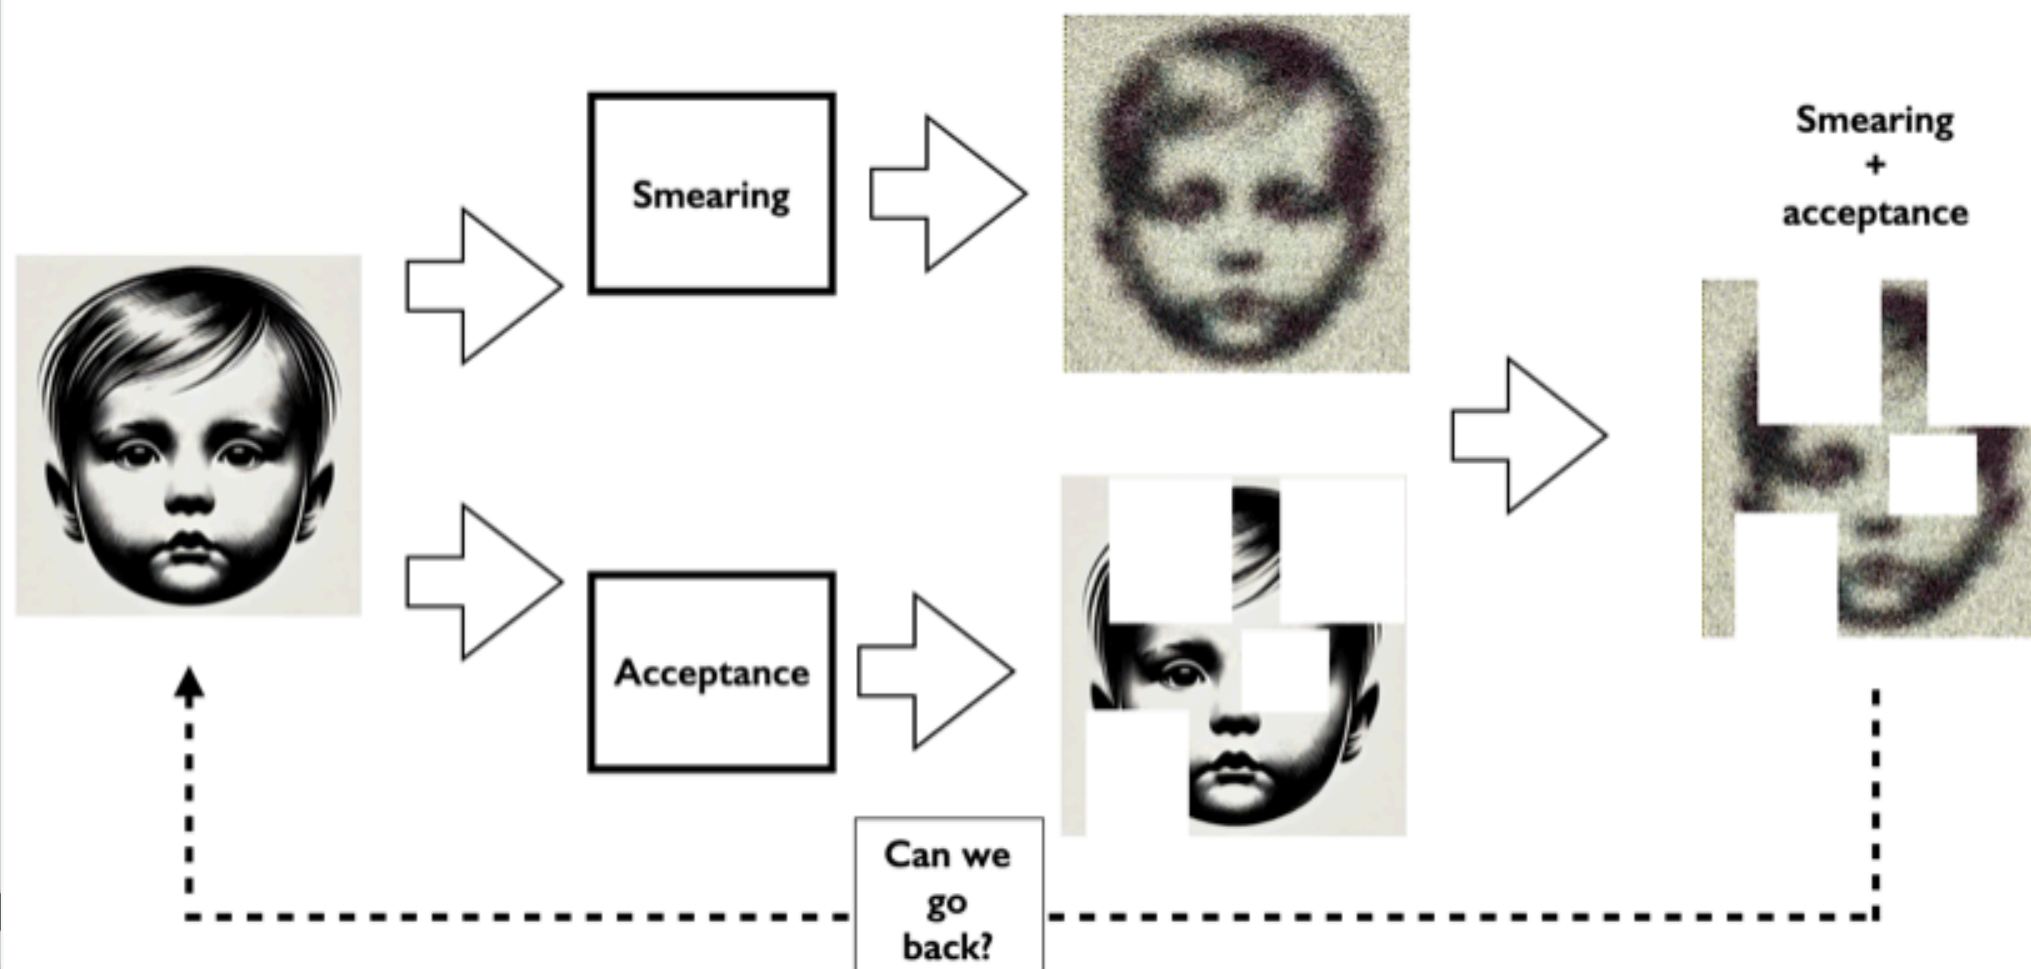 Smearing
Smearing
+
acceptance
Acceptance
Can we
go
back?